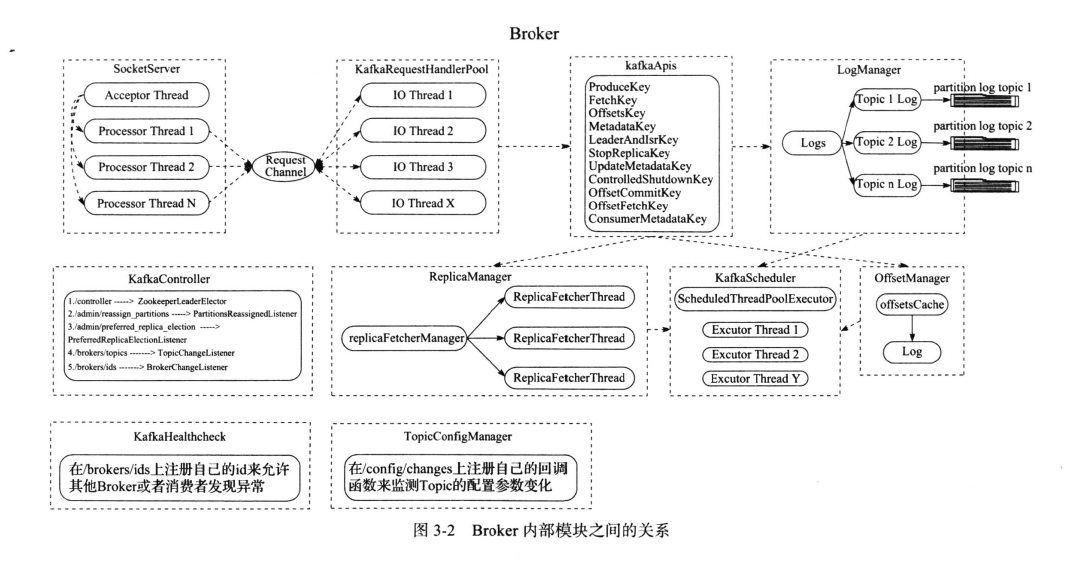 Broker
SocketServer
Acceptor Thread
Processor Thread 1
Processor Thread 2
Processor Thread N
Request
Channel
KafkaRequestHandlerPool
IO Thread 1
IO Thread 2
IO Thread 3
IO Thread X
kafkaApis
ProduceKey
FetchKey
OffsetsKey
MetadataKey
LeaderAndIsrKey
StopReplicaKey
UpdateMetadataKey
ControlledShutdownKey
OffsetCommitKey
OffsetFetchKey
ConsumerMetadataKey
LogManager
Logs
Topic 1 Log
Topic 2 Log
Topic n Log
partition log topic 1
partition log topic 2
partition log topic n
KafkaController
1./controller -----> ZookeeperLeaderElector
2./admin/reassign_partitions -----> PartitionsReassignedListener
3./admin/preferred_replica_election ----->
PreferredReplicaElectionListener
4./brokers/topics -------> TopicChangeListener
5./brokers/ids -------> BrokerChangeListener
ReplicaManager
replicaFetcherManager
ReplicaFetcherThread
ReplicaFetcherThread
ReplicaFetcherThread
KafkaScheduler
ScheduledThreadPoolExecutor
Excutor Thread 1
Excutor Thread 2
Excutor Thread Y
OffsetManager
offsetsCache
Log
KafkaHealthcheck
在/brokers/ids上注册自己的id来允许
其他Broker或者消费者发现异常
TopicConfigManager
在/config/changes上注册自己的回调
函数来监测Topic的配置参数变化
图 3-2 Broker 内部模块之间的关系